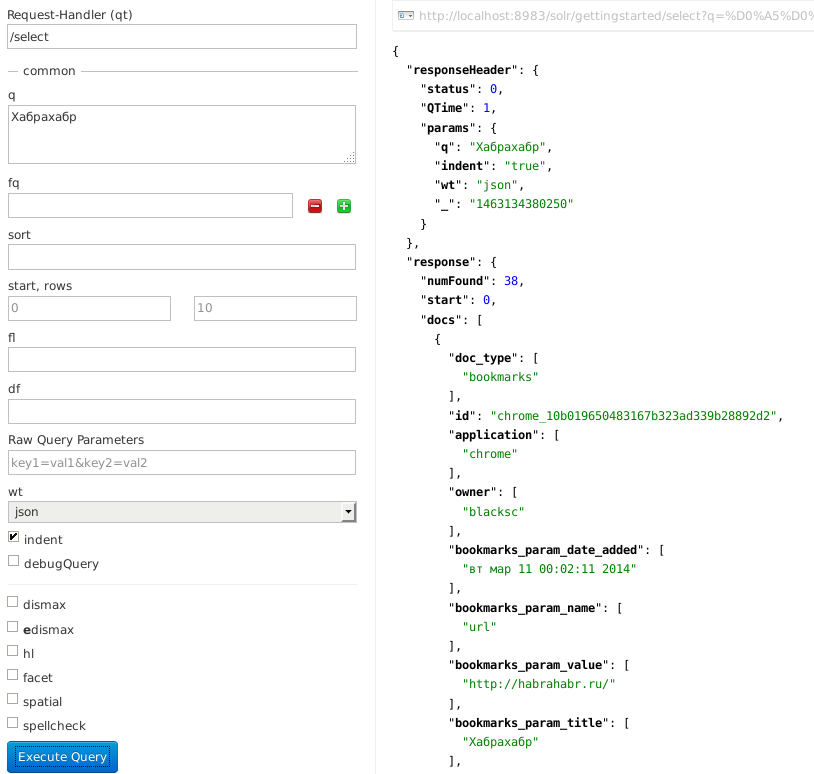 Request-Handler (qt)
/select
common
q
Хабрахабр
fq
sort
start, rows
0
10
fl
df
Raw Query Parameters
key1=val1&key2=val2
wt
json
indent
debugQuery
dismax
edismax
hl
facet
spatial
spellcheck
Execute Query
http://localhost:8983/solr/gettingstarted/select?q=%D0%A5%D0%
{
"responseHeader": {
"status": 0,
"QTime": 1,
"params": {
"q": "Хабрахабр",
"indent": "true",
"wt": "json",
"_": "1463134380250"
}
},
"response": {
"numFound": 38,
"start": 0,
"docs": [
{
"doc_type": [
"bookmarks"
],
"id": "chrome_10b019650483167b323ad339b28892d2",
"application": [
"chrome"
],
"owner": [
"blacksc"
],
"bookmarks_param_date_added": [
"вт мар 11 00:02:11 2014"
],
"bookmarks_param_name": [
"url"
],
"bookmarks_param_value": [
"http://habrahabr.ru/"
],
"bookmarks_param_title": [
"Хабрахабр"
],